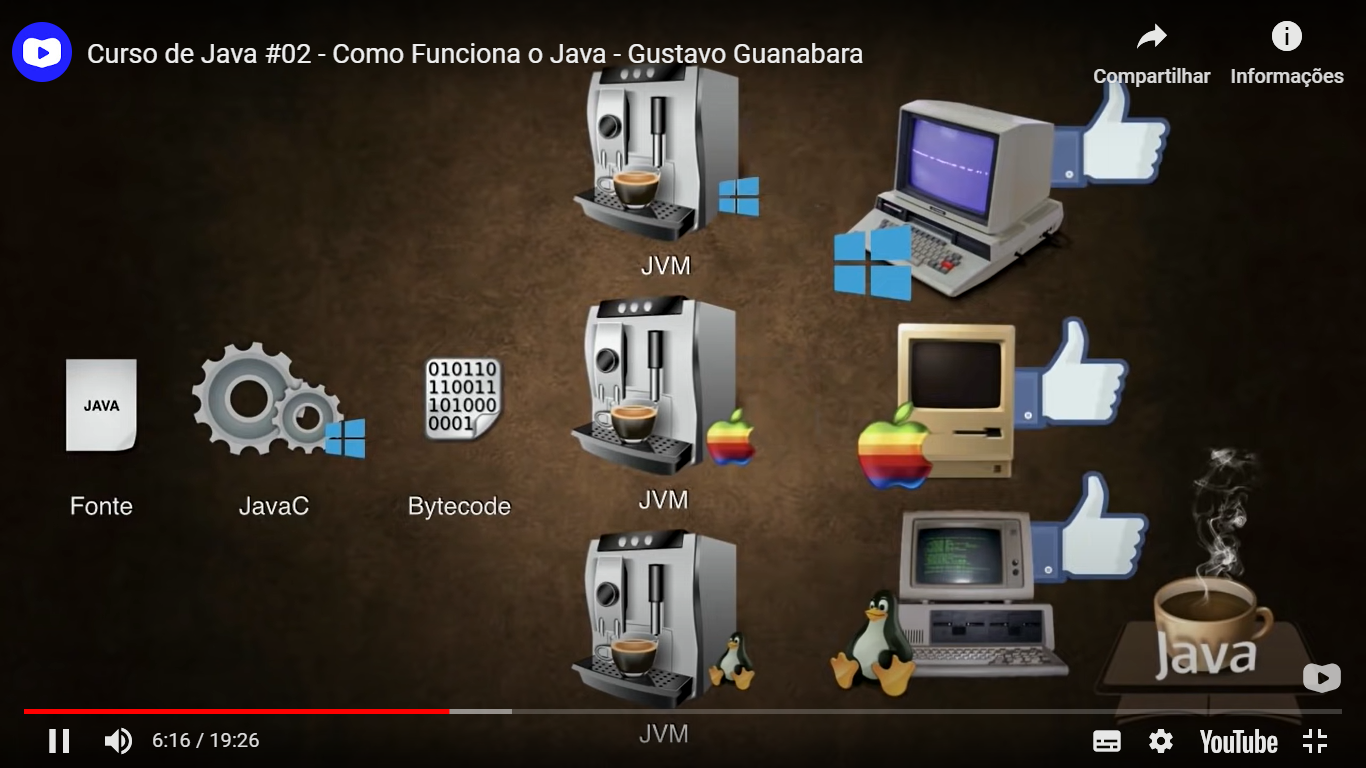 Curso de Java #02 - Como Funciona o Java - Gustavo Guanabara
Compartilhar
Informações
JVM
JAVA
010110
110011
101000
0001
Fonte
JavaC
Bytecode
JVM
Java
JVM
6:16 / 19:26
YouTube